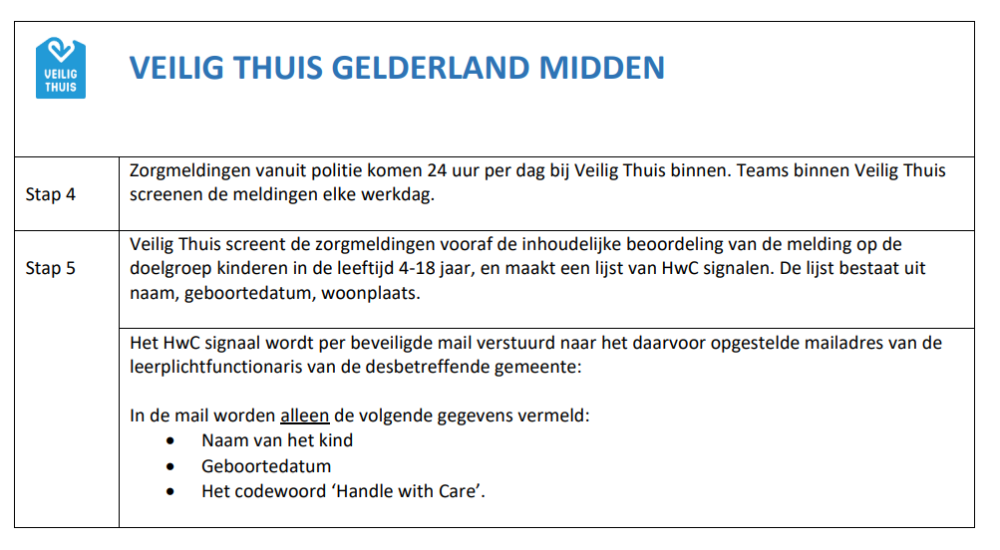 VEILIG
THUIS
VEILIG THUIS GELDERLAND MIDDEN
Stap 4
Zorgmeldingen vanuit politie komen 24 uur per dag bij Veilig Thuis binnen. Teams binnen Veilig Thuis
screenen de meldingen elke werkdag.
Stap 5
Veilig Thuis screent de zorgmeldingen vooraf de inhoudelijke beoordeling van de melding op de
doelgroep kinderen in de leeftijd 4-18 jaar, en maakt een lijst van HwC signalen. De lijst bestaat uit
naam, geboortedatum, woonplaats.
Het HwC signaal wordt per beveiligde mail verstuurd naar het daarvoor opgestelde mailadres van de
leerplichtfunctionaris van de desbetreffende gemeente:
In de mail worden alleen de volgende gegevens vermeld:
• Naam van het kind
• Geboortedatum
• Het codewoord ‘Handle with Care’.